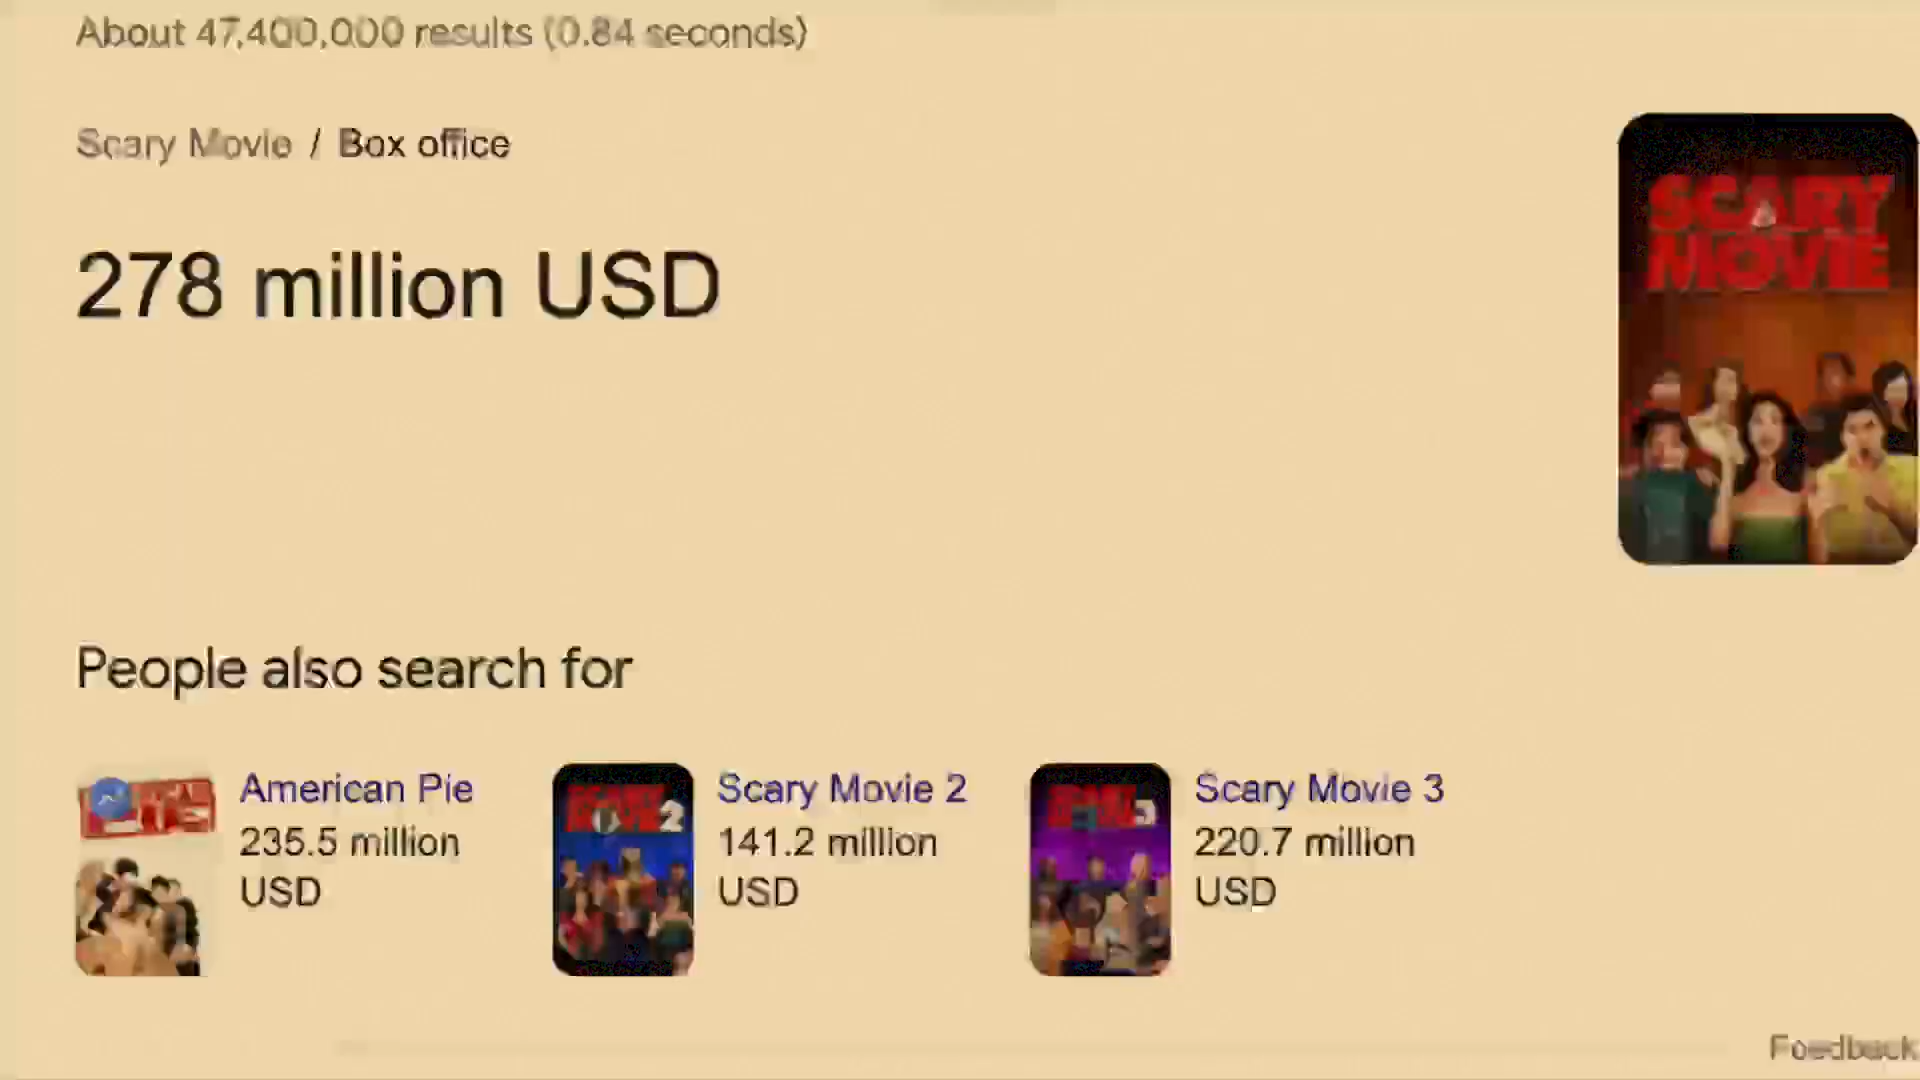 About 47,400,000 results (0.84 seconds)
Scary Movie / Box office
278 million USD
SCARY
MOVIE
People also search for
American Pie
235.5 million
USD
Scary Movie 2
141.2 million
USD
Scary Movie 3
220.7 million
USD
Feedback